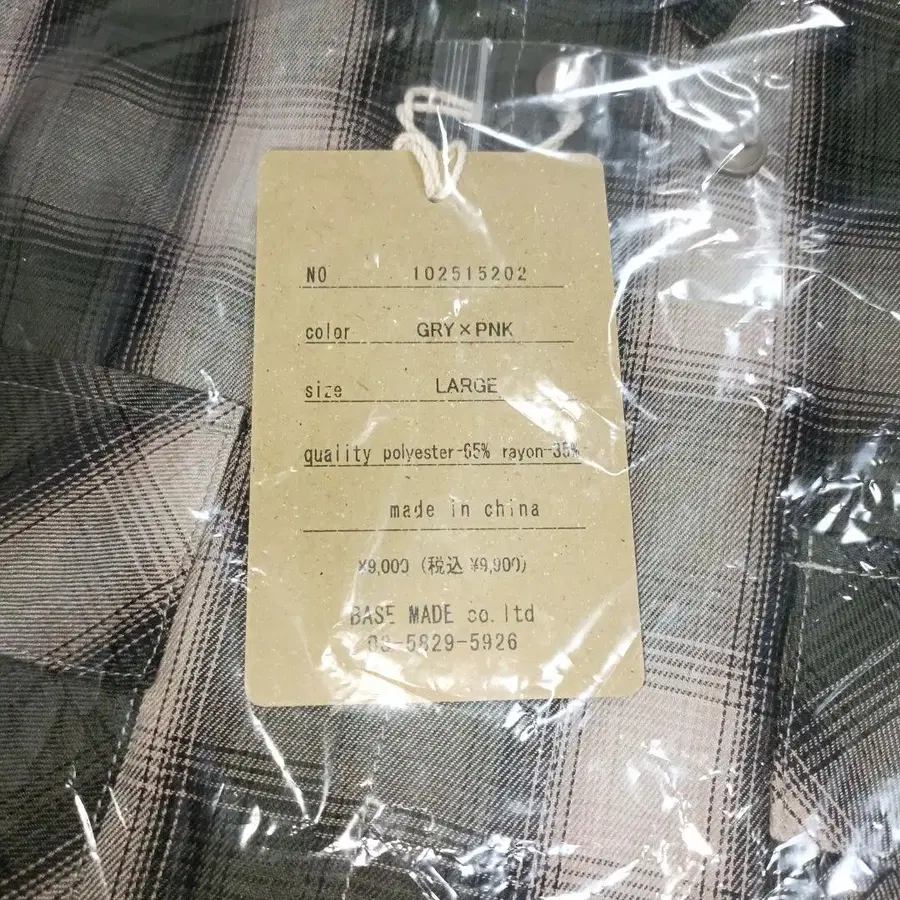 NO 102515202
color GRY×PNK
size LARGE
qualiity polyester-65% rayon-35%
made in china
¥9,000 (税込 ¥9,900)
BASE MADE co.ltd
03-5829-5926